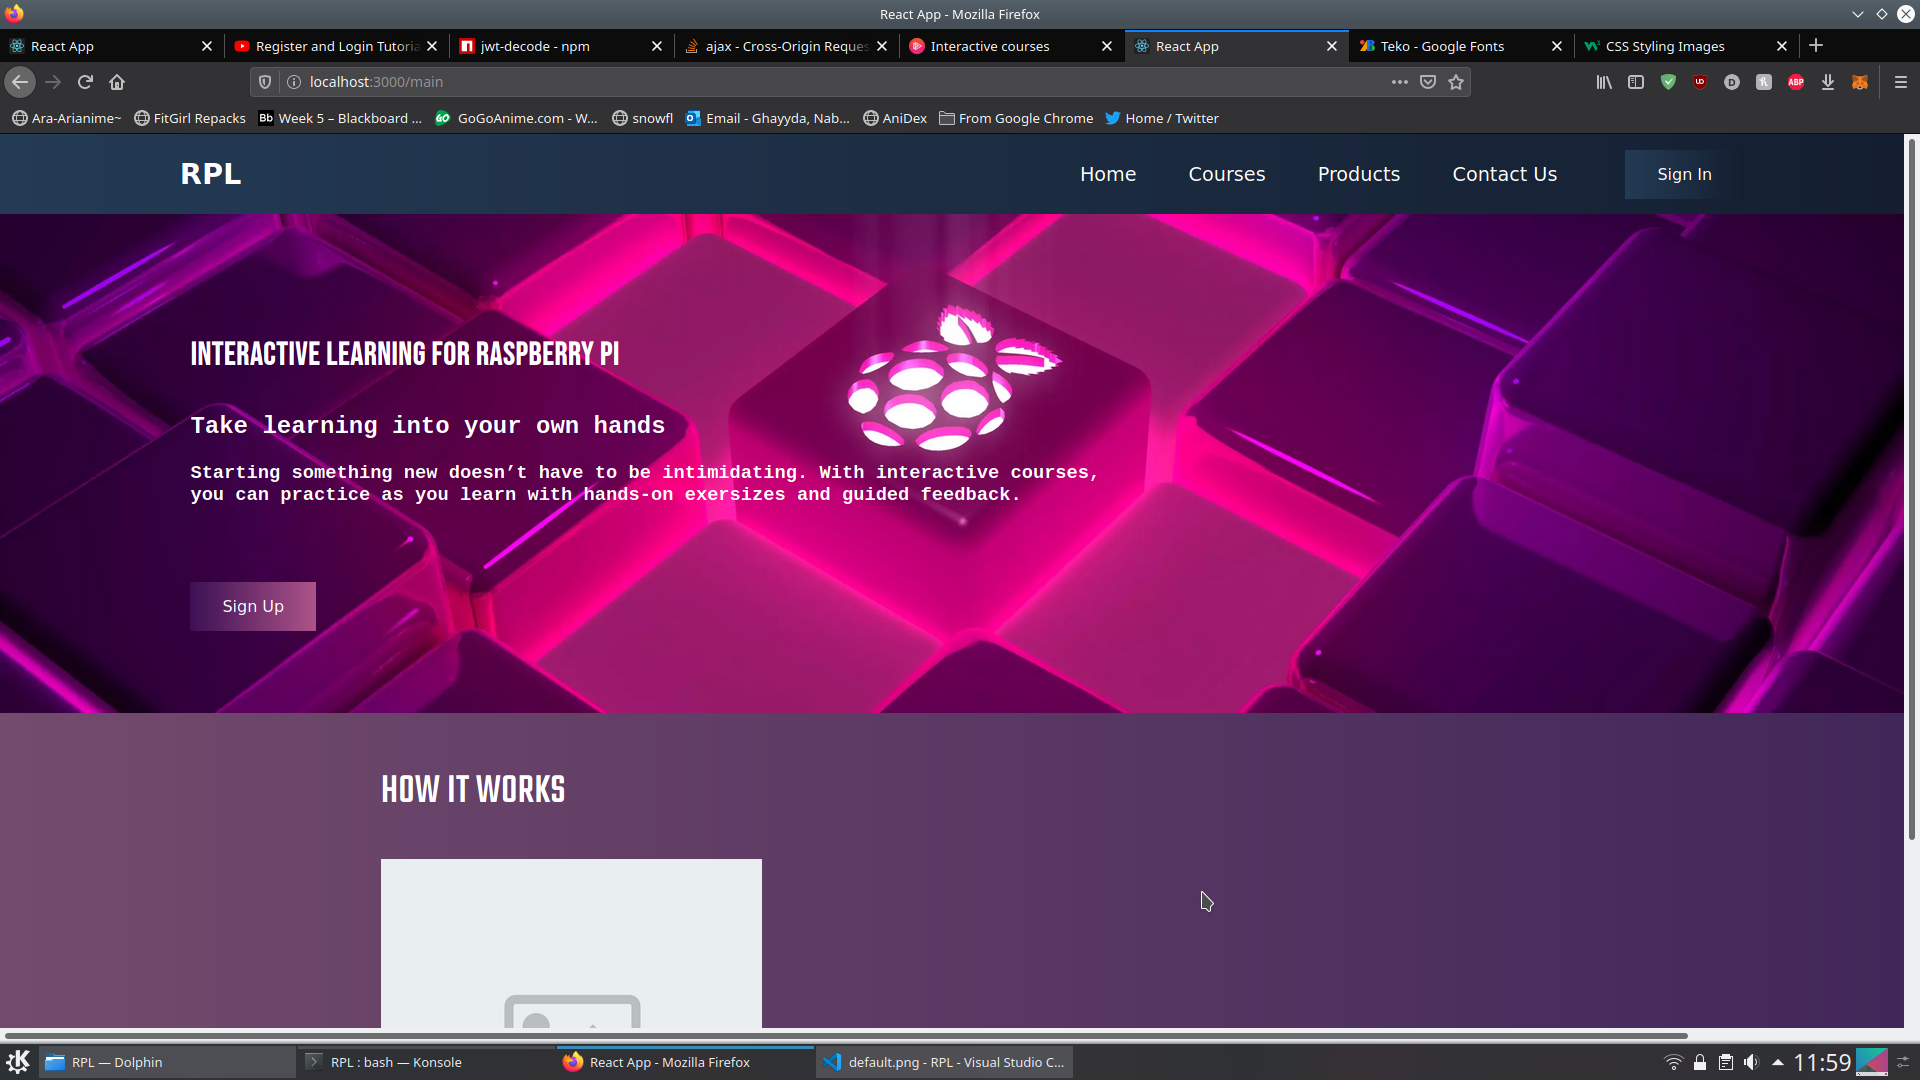 React App - Mozilla Firefox
React App
Register and Login Tutoria
jwt-decode - npm
ajax - Cross-Origin Reques
Interactive courses
React App
Teko - Google Fonts
CSS Styling Images
localhost:3000/main
Ara-Arianime~
FitGirl Repacks
Bb Week 5 – Blackboard ...
GO GoGoAnime.com - W...
snowfl
Email - Ghayyda, Nab...
AniDex
From Google Chrome
Home / Twitter
RPL
Home
Courses
Products
Contact Us
Sign In
INTERACTIVE LEARNING FOR RASPBERRY PI
Take learning into your own hands
Starting something new doesn’t have to be intimidating. With interactive courses,
you can practice as you learn with hands-on exersizes and guided feedback.
Sign Up
HOW IT WORKS
RPL — Dolphin
RPL : bash — Konsole
React App - Mozilla Firefox
default.png - RPL - Visual Studio C...
11:59